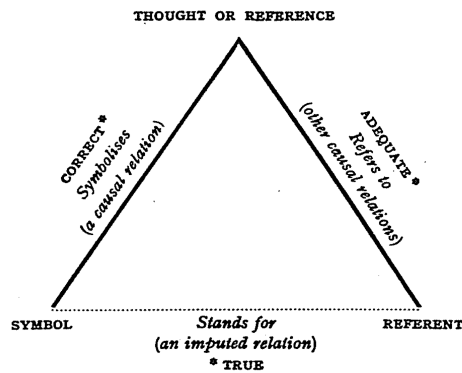 THOUGHT OR REFERENCE
CORRECT*
Symbolises
(a causal relation)
ADEQUATE*
Refers to
(other causal relations)
SYMBOL
Stands for
REFERENT
(an imputed relation)
* TRUE